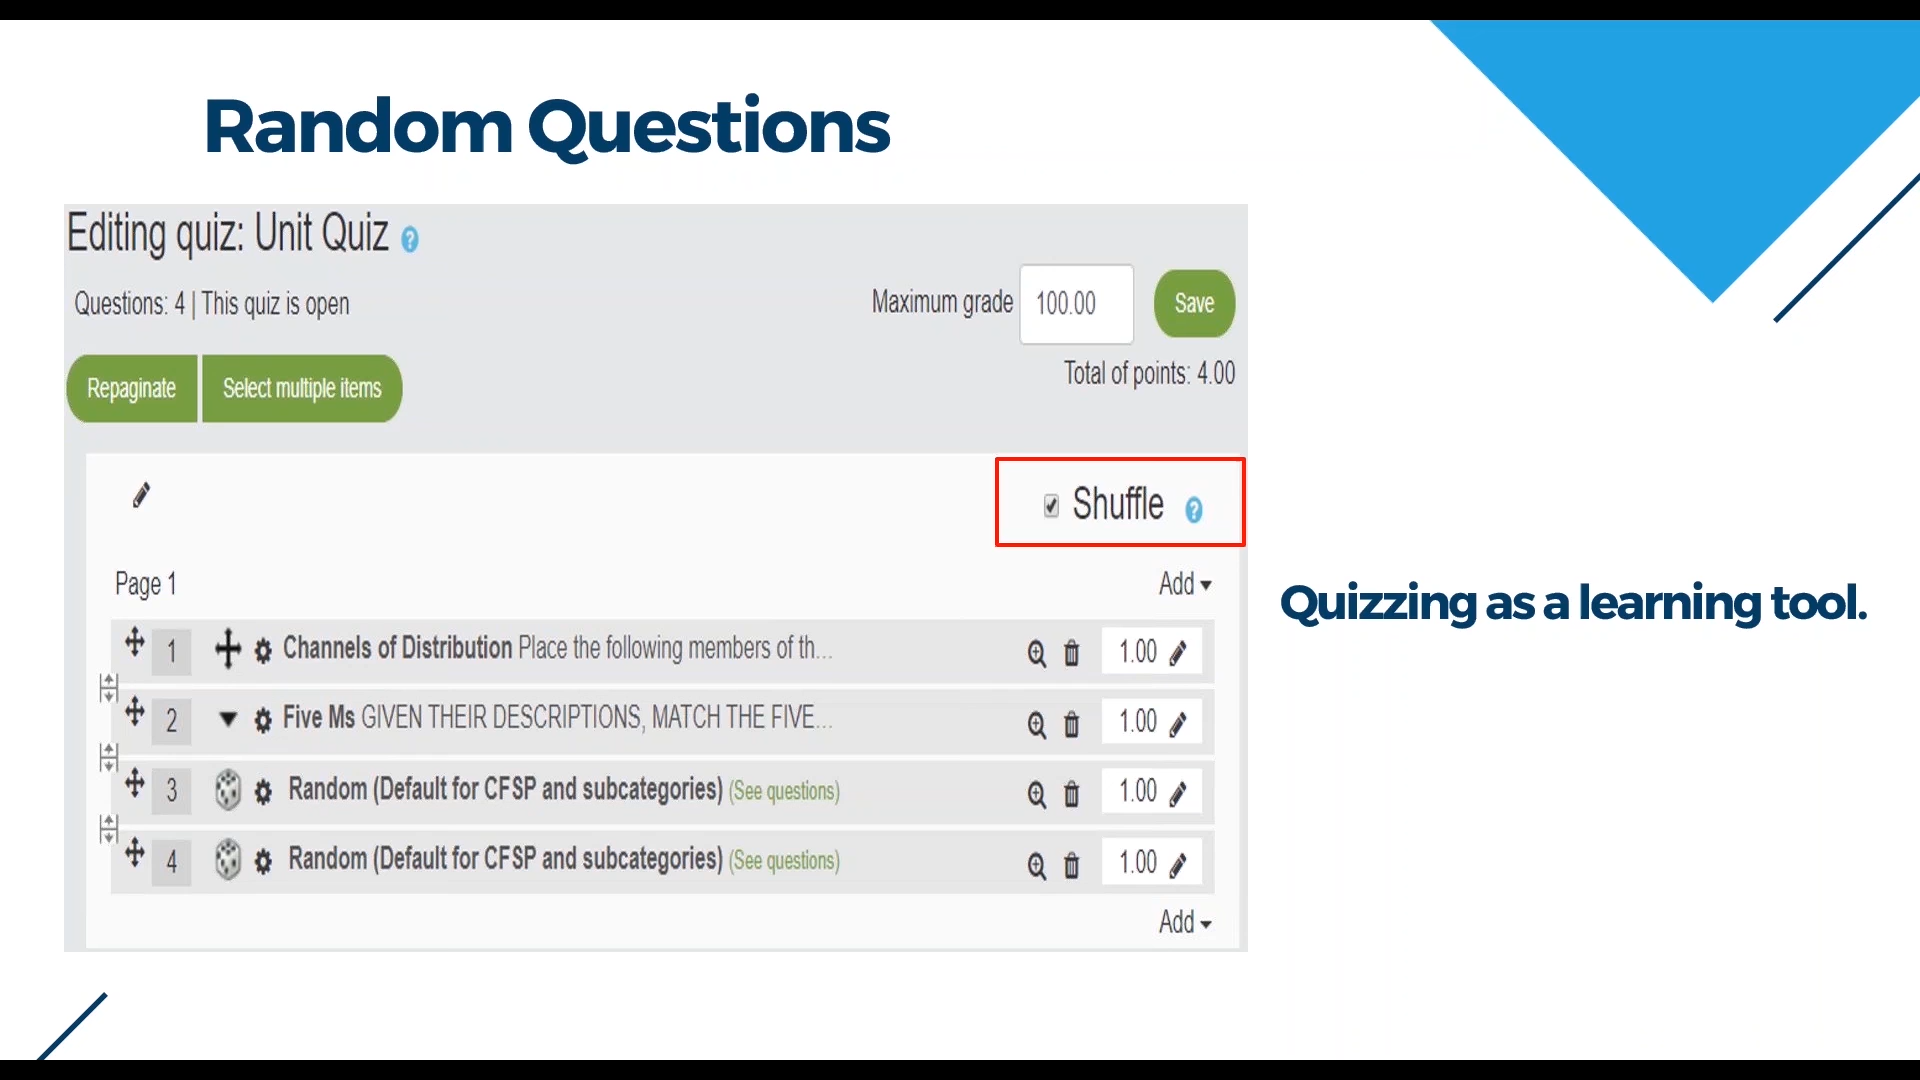 Random Questions
Editing quiz: Unit Quiz ?
Questions: 4 | This quiz is open
Maximum grade 100.00 Save
Total of points: 4.00
Repaginate Select multiple items
Shuffle ?
Page 1 Add
1 Channels of Distribution Place the following members of th... 1.00
2 Five Ms GIVEN THEIR DESCRIPTIONS, MATCH THE FIVE... 1.00
3 Random (Default for CFSP and subcategories) (See questions) 1.00
4 Random (Default for CFSP and subcategories) (See questions) 1.00
Add
Quizzing as a learning tool.